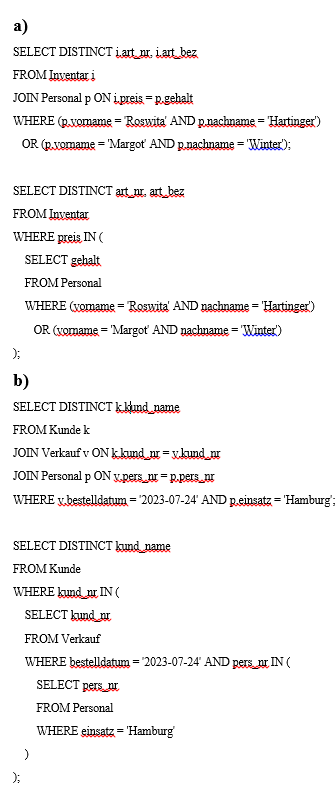 a)
SELECT DISTINCT i.art_nr, i.art_bez
FROM Inventar i
JOIN Personal p ON i.preis = p.gehalt
WHERE (p.vorname = 'Roswita' AND p.nachname = 'Hartinger')
OR (p.vorname = 'Margot' AND p.nachname = 'Winter');
SELECT DISTINCT art_nr, art_bez
FROM Inventar
WHERE preis IN (
SELECT gehalt
FROM Personal
WHERE (vorname = 'Roswita' AND nachname = 'Hartinger')
OR (vorname = 'Margot' AND nachname = 'Winter')
);
b)
SELECT DISTINCT k.kund_name
FROM Kunde k
JOIN Verkauf v ON k.kund_nr = v.kund_nr
JOIN Personal p ON v.pers_nr = p.pers_nr
WHERE v.bestelldatum = '2023-07-24' AND p.einsatz = 'Hamburg';
SELECT DISTINCT kund_name
FROM Kunde
WHERE kund_nr IN (
SELECT kund_nr
FROM Verkauf
WHERE bestelldatum = '2023-07-24' AND pers_nr IN (
SELECT pers_nr
FROM Personal
WHERE einsatz = 'Hamburg'
)
);